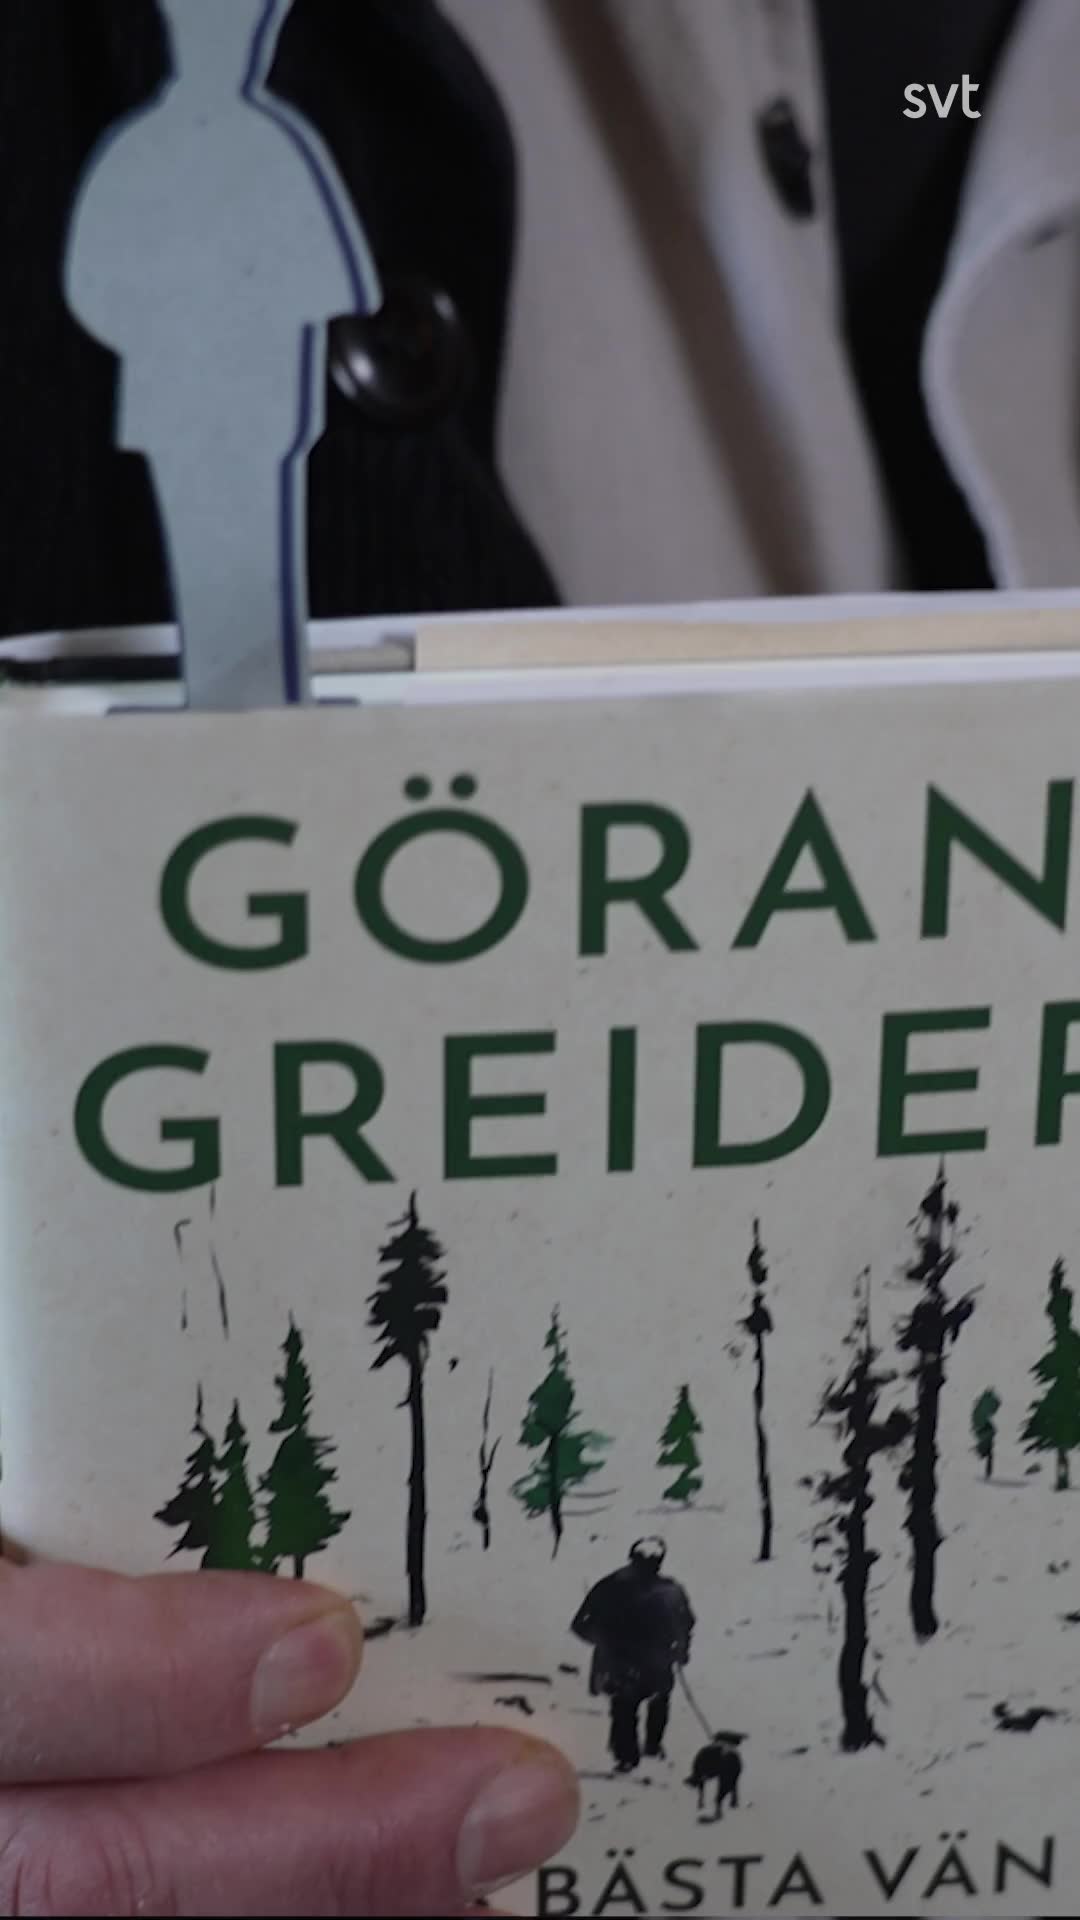 svt
GÖRAN
GREIDER
BÄSTA VÄN